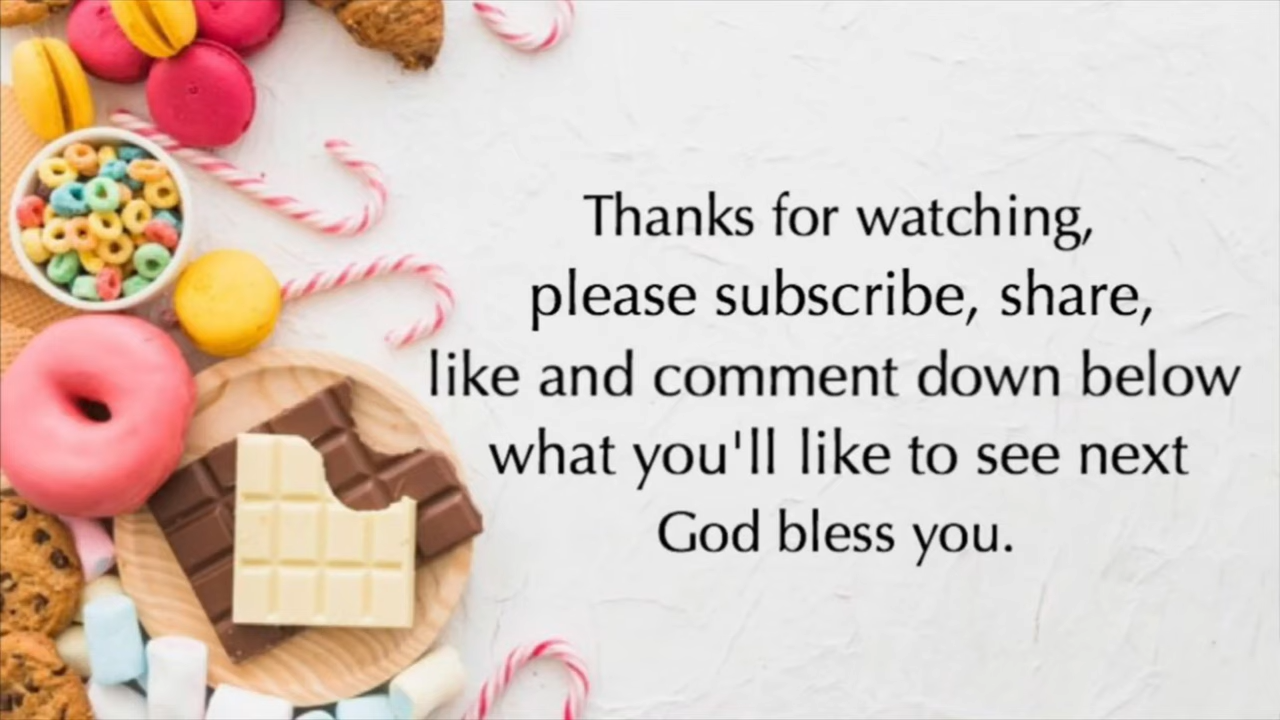 Thanks for watching,
please subscribe, share,
like and comment down below
what you'll like to see next
God bless you.